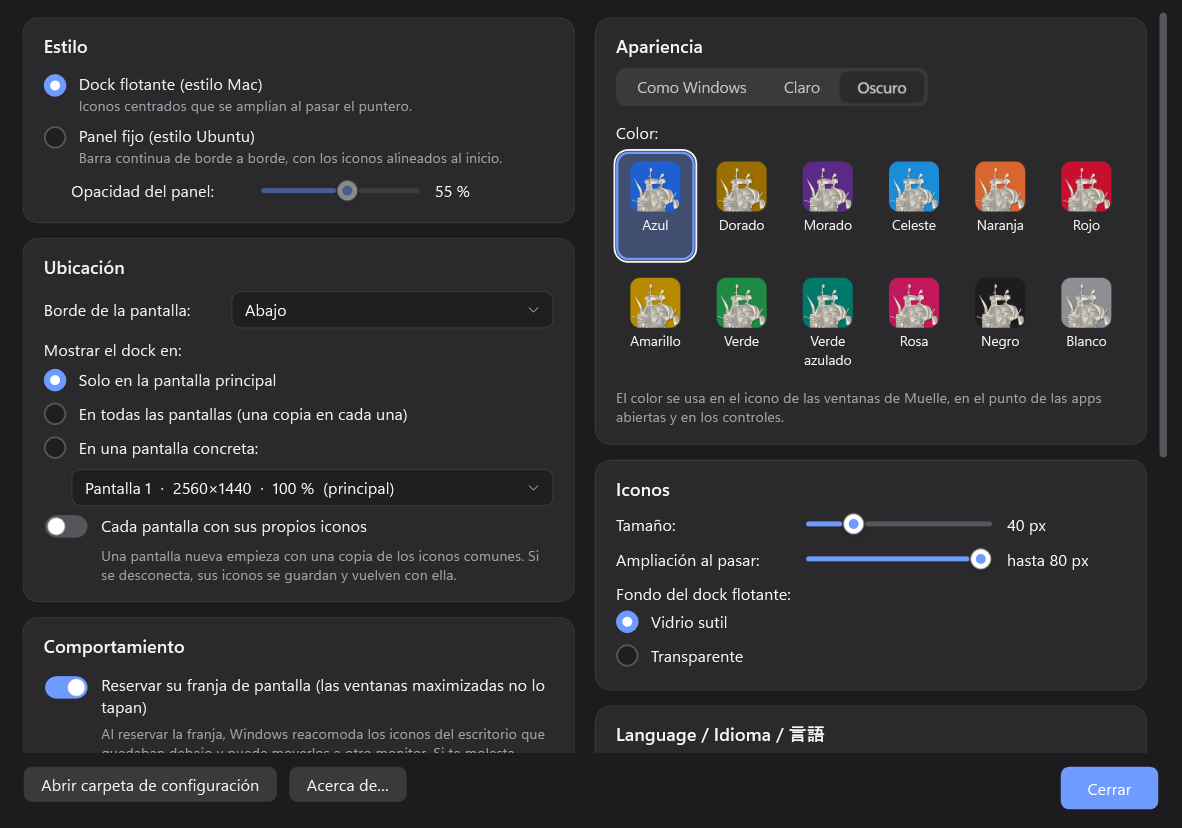 Estilo
Dock flotante (estilo Mac)
Iconos centrados que se amplían al pasar el puntero.
Panel fijo (estilo Ubuntu)
Barra continua de borde a borde, con los iconos alineados al inicio.
Opacidad del panel:
55 %
Ubicación
Borde de la pantalla:
Abajo
Mostrar el dock en:
Solo en la pantalla principal
En todas las pantallas (una copia en cada una)
En una pantalla concreta:
Pantalla 1 · 2560×1440 · 100 % (principal)
Cada pantalla con sus propios iconos
Una pantalla nueva empieza con una copia de los iconos comunes. Si
se desconecta, sus iconos se guardan y vuelven con ella.
Comportamiento
Reservar su franja de pantalla (las ventanas maximizadas no lo
tapan)
Al reservar la franja, Windows reacomoda los iconos del escritorio que
quedaban debajo y puede moverlos a otro monitor. Si te molesta,
Apariencia
Como Windows
Claro
Oscuro
Color:
Azul
Dorado
Morado
Celeste
Naranja
Rojo
Amarillo
Verde
Verde
azulado
Rosa
Negro
Blanco
El color se usa en el icono de las ventanas de Muelle, en el punto de las apps
abiertas y en los controles.
Iconos
Tamaño:
40 px
Ampliación al pasar:
hasta 80 px
Fondo del dock flotante:
Vidrio sutil
Transparente
Language / Idioma / 言語
Abrir carpeta de configuración
Acerca de...
Cerrar